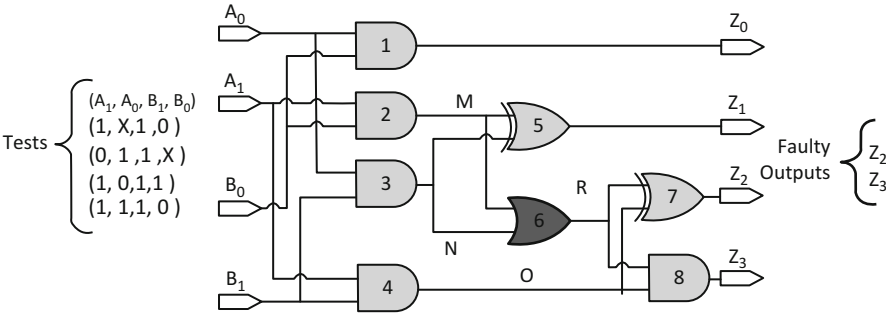 A0
1
Z0
A1
(A1, A0, B1, B0)
M
2
Z1
(1, X,1 ,0 )
5
Tests
(0, 1 ,1 ,X)
Faulty
Outputs
Z2
Z3
(1, 0,1,1 )
B0
3
R
7
Z2
(1, 1,1, 0 )
6
N
B1
4
O
8
Z3